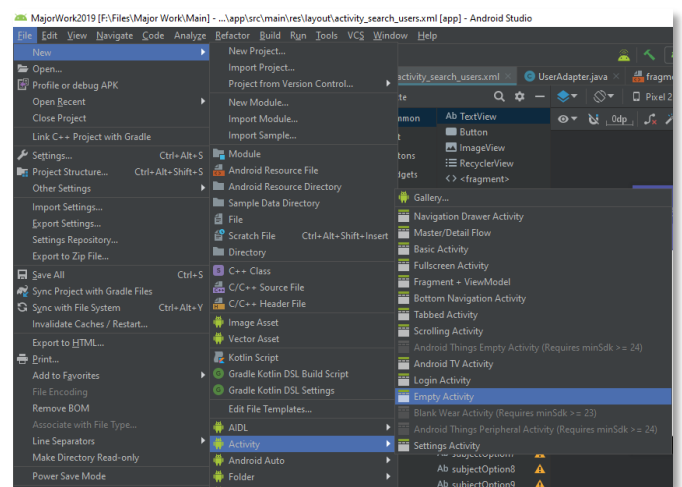 MajorWork2019 [F:\Files\Major Work\Main] - ...\app\src\main\res\layout\activity_search_users.xml [app] - Android Studio
File Edit View Navigate Code Analyze Refactor Build Run Tools VCS Window Help
New
Open...
Profile or debug APK
Open Recent
Close Project
Link C++ Project with Gradle
Settings... Ctrl+Alt+S
Project Structure... Ctrl+Alt+Shift+S
Other Settings
Import Settings...
Export Settings...
Settings Repository...
Export to Zip File...
Save All Ctrl+S
Sync Project with Gradle Files
Sync with File System Ctrl+Alt+Y
Invalidate Caches / Restart...
Export to HTML...
Print...
Add to Favorites
File Encoding
Remove BOM
Associate with File Type...
Line Separators
Make Directory Read-only
Power Save Mode
New Project...
Import Project...
Project from Version Control...
New Module...
Import Module...
Import Sample...
Module
Android Resource File
Android Resource Directory
Sample Data Directory
File
Scratch File Ctrl+Alt+Shift+Insert
Directory
C++ Class
C/C++ Source File
C/C++ Header File
Image Asset
Vector Asset
Kotlin Script
Gradle Kotlin DSL Build Script
Gradle Kotlin DSL Settings
Edit File Templates...
AIDL
Activity
Android Auto
Folder
activity_search_users.xml UserAdapter.java fragme
te Pixel 2
mmon Ab TextView 0dp
t Button
tons ImageView
dgets RecyclerView
<> <fragment>
Gallery...
Navigation Drawer Activity
Master/Detail Flow
Basic Activity
Fullscreen Activity
Fragment + ViewModel
Bottom Navigation Activity
Tabbed Activity
Scrolling Activity
Android Things Empty Activity (Requires minSdk >= 24)
Android TV Activity
Login Activity
Empty Activity
Blank Wear Activity (Requires minSdk >= 23)
Android Things Peripheral Activity (Requires minSdk >= 24)
Settings Activity
Ab subjectOption8
Ab subjectOption9